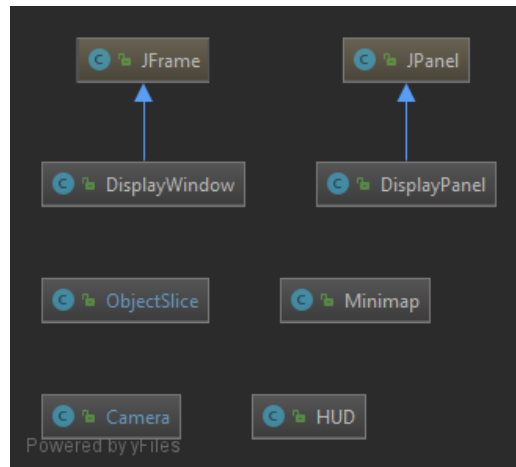 JFrame
JPanel
DisplayWindow
DisplayPanel
ObjectSlice
Minimap
Camera
HUD
Powered by yFiles